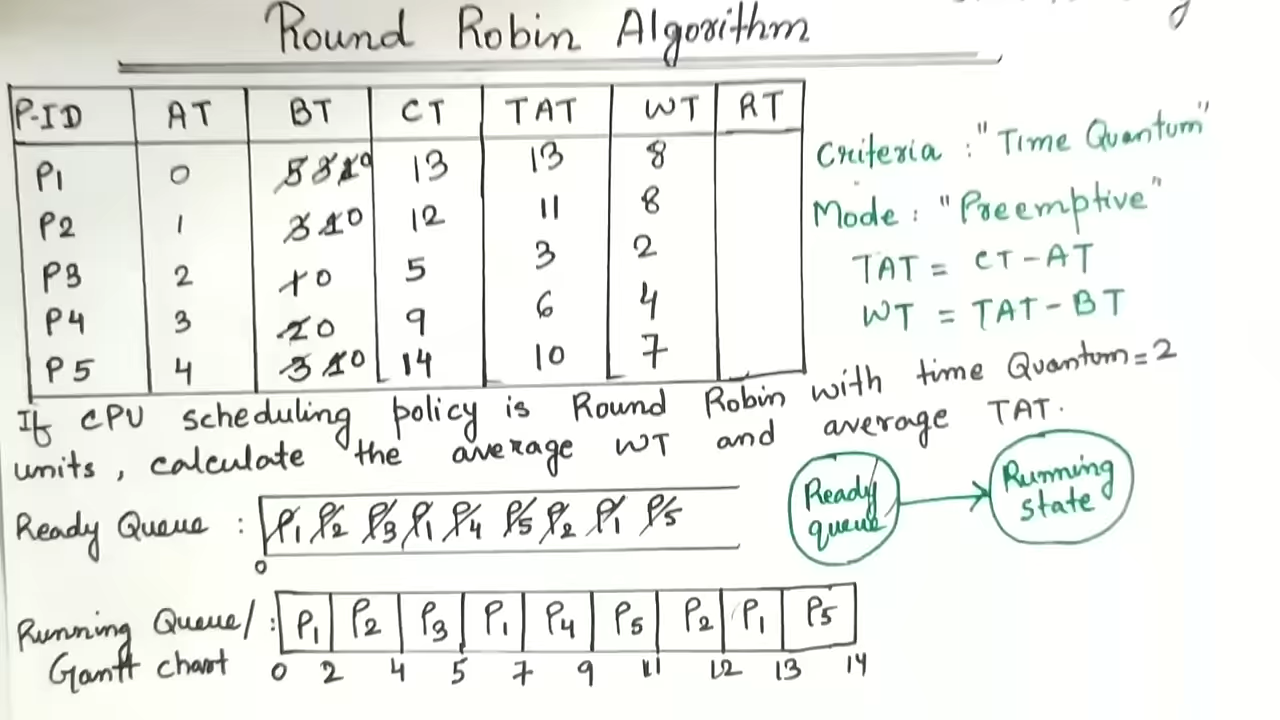 Round Robin Algorithm
P-ID AT BT CT TAT WT RT
P1 0 5 3 1 0 13 13 8
P2 1 3 1 0 12 11 8
P3 2 1 0 5 3 2
P4 3 2 0 9 6 4
P5 4 3 1 0 14 10 7
Criteria : "Time Quantum"
Mode : "Preemptive"
TAT = CT - AT
WT = TAT - BT
If CPU scheduling policy is Round Robin with time Quantum = 2
units, calculate the average WT and average TAT.
Ready Queue : P1 P2 P3 P1 P4 P5 P2 P1 P5
0
Ready
queue
Running
state
Running Queue/ : P1 P2 P3 P1 P4 P5 P2 P1 P5
Gantt chart 0 2 4 5 7 9 11 12 13 14